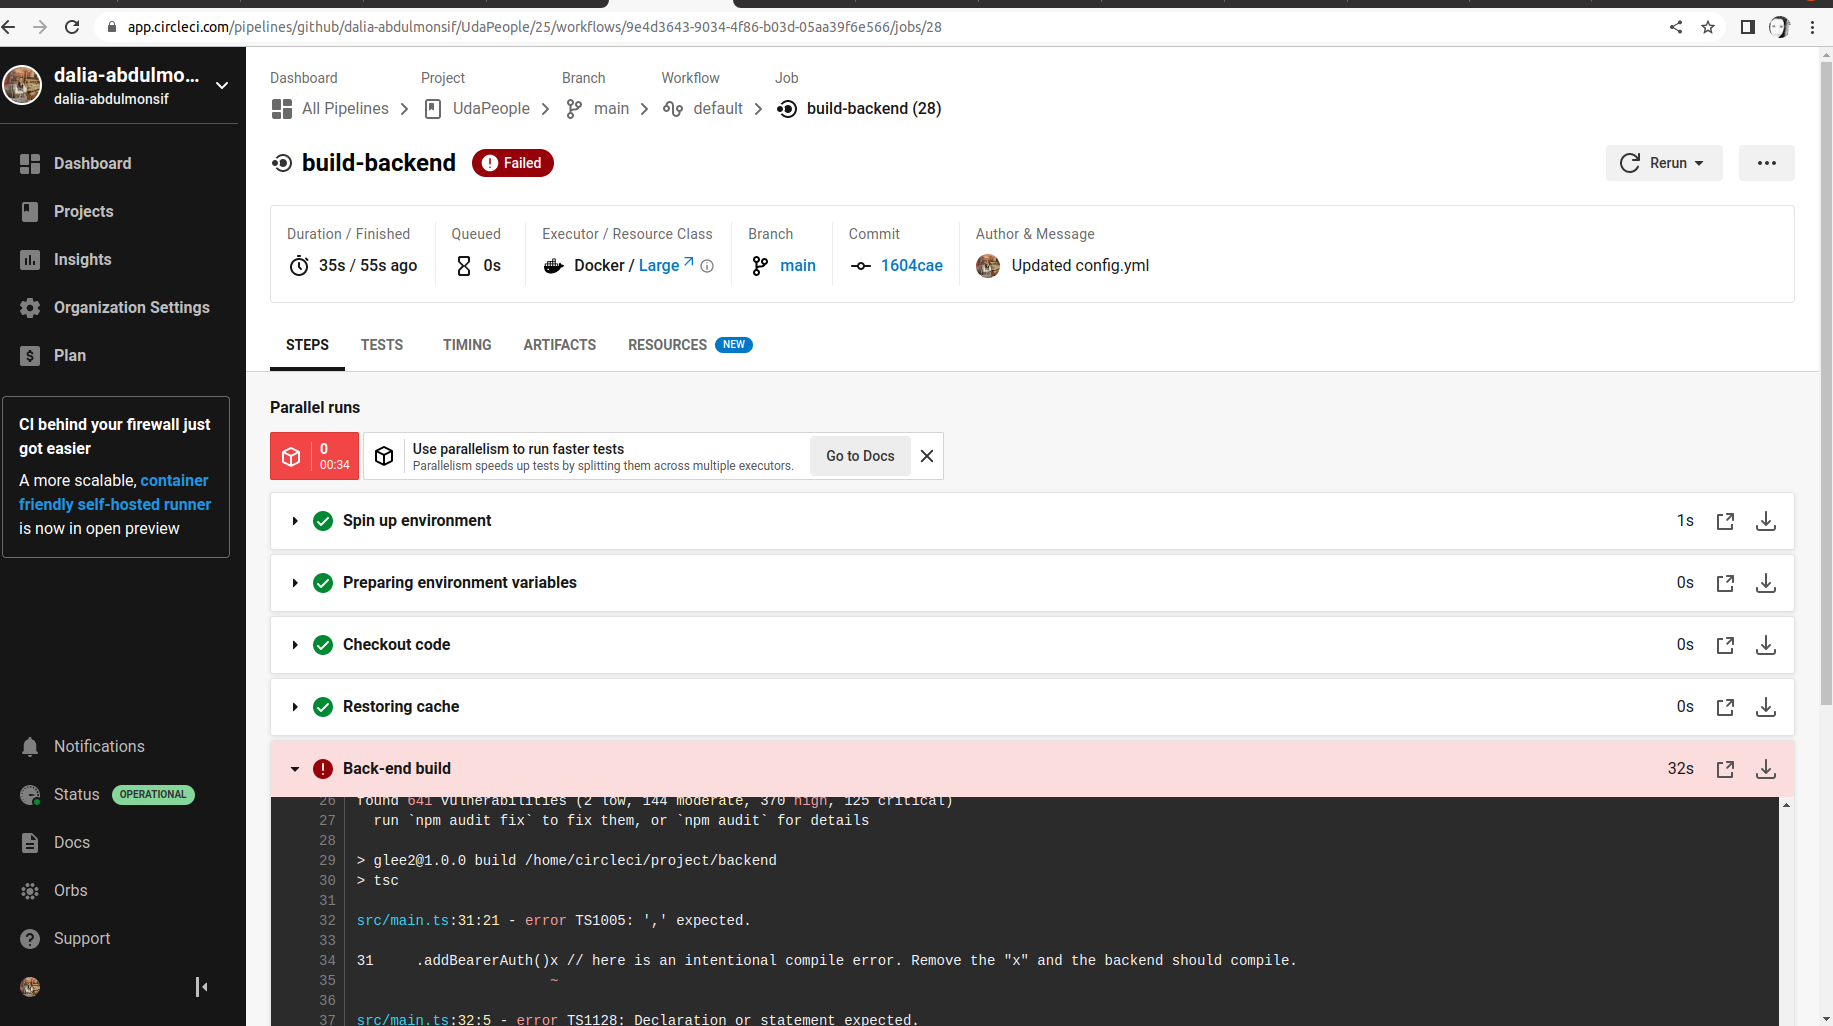 app.circleci.com/pipelines/github/dalia-abdulmonsif/UdaPeople/25/workflows/9e4d3643-9034-4f86-b03d-05aa39f6e566/jobs/28
dalia-abdulmo...
dalia-abdulmonsif
Dashboard
Projects
Insights
Organization Settings
Plan
CI behind your firewall just
got easier
A more scalable, container
friendly self-hosted runner
is now in open preview
Notifications
Status OPERATIONAL
Docs
Orbs
Support
Dashboard Project Branch Workflow Job
All Pipelines UdaPeople main default build-backend (28)
build-backend Failed
Rerun
Duration / Finished Queued Executor / Resource Class Branch Commit Author & Message
35s / 55s ago 0s Docker / Large main 1604cae Updated config.yml
STEPS TESTS TIMING ARTIFACTS RESOURCES NEW
Parallel runs
0
00:34
Use parallelism to run faster tests
Parallelism speeds up tests by splitting them across multiple executors.
Go to Docs
Spin up environment 1s
Preparing environment variables 0s
Checkout code 0s
Restoring cache 0s
Back-end build 32s
26 found 641 vulnerabilities (2 low, 144 moderate, 370 high, 125 critical)
27 run `npm audit fix` to fix them, or `npm audit` for details
28
29 > glee2@1.0.0 build /home/circleci/project/backend
30 > tsc
31
32 src/main.ts:31:21 - error TS1005: ',' expected.
33
34 31 .addBearerAuth()x // here is an intentional compile error. Remove the "x" and the backend should compile.
35 ~
36
37 src/main.ts:32:5 - error TS1128: Declaration or statement expected.